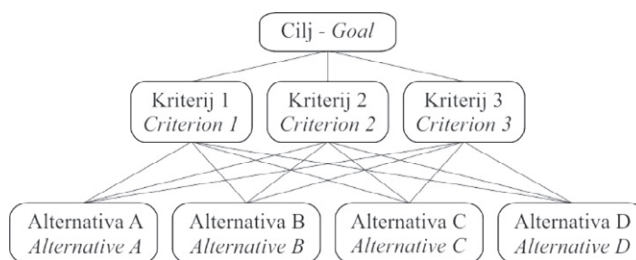 Cilj - Goal
Kriterij 1
Criterion 1
Kriterij 2
Criterion 2
Kriterij 3
Criterion 3
Alternativa A
Alternative A
Alternativa B
Alternative B
Alternativa C
Alternative C
Alternativa D
Alternative D